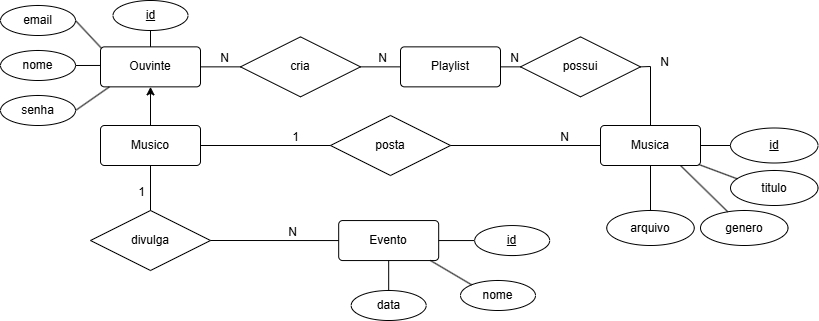 email
id
nome
Ouvinte
N
cria
N
Playlist
N
possui
N
senha
Musico
1
posta
N
Musica
id
titulo
1
arquivo
genero
divulga
N
Evento
id
data
nome